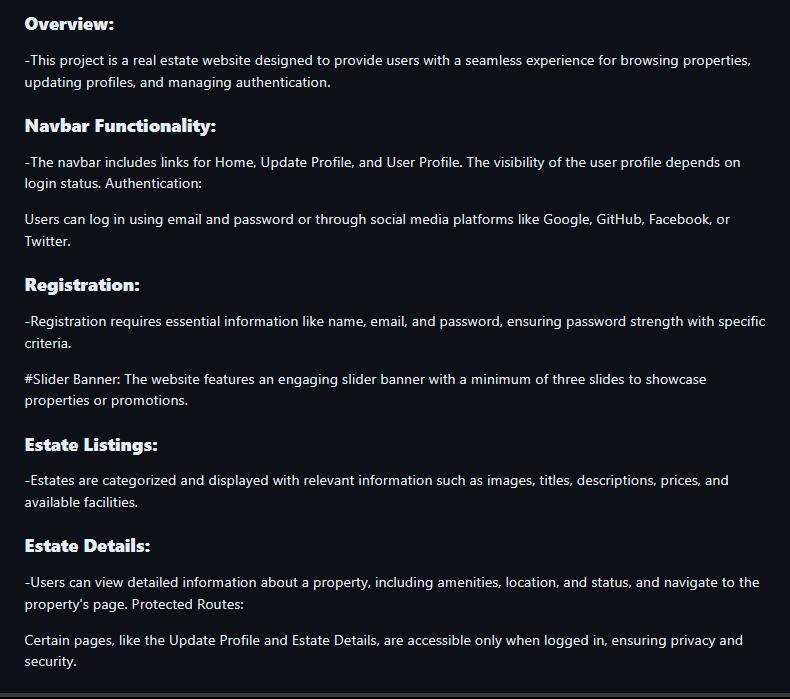 Overview:
-This project is a real estate website designed to provide users with a seamless experience for browsing properties,
updating profiles, and managing authentication.
Navbar Functionality:
-The navbar includes links for Home, Update Profile, and User Profile. The visibility of the user profile depends on
login status. Authentication:
Users can log in using email and password or through social media platforms like Google, GitHub, Facebook, or
Twitter.
Registration:
-Registration requires essential information like name, email, and password, ensuring password strength with specific
criteria.
#Slider Banner: The website features an engaging slider banner with a minimum of three slides to showcase
properties or promotions.
Estate Listings:
-Estates are categorized and displayed with relevant information such as images, titles, descriptions, prices, and
available facilities.
Estate Details:
-Users can view detailed information about a property, including amenities, location, and status, and navigate to the
property's page. Protected Routes:
Certain pages, like the Update Profile and Estate Details, are accessible only when logged in, ensuring privacy and
security.